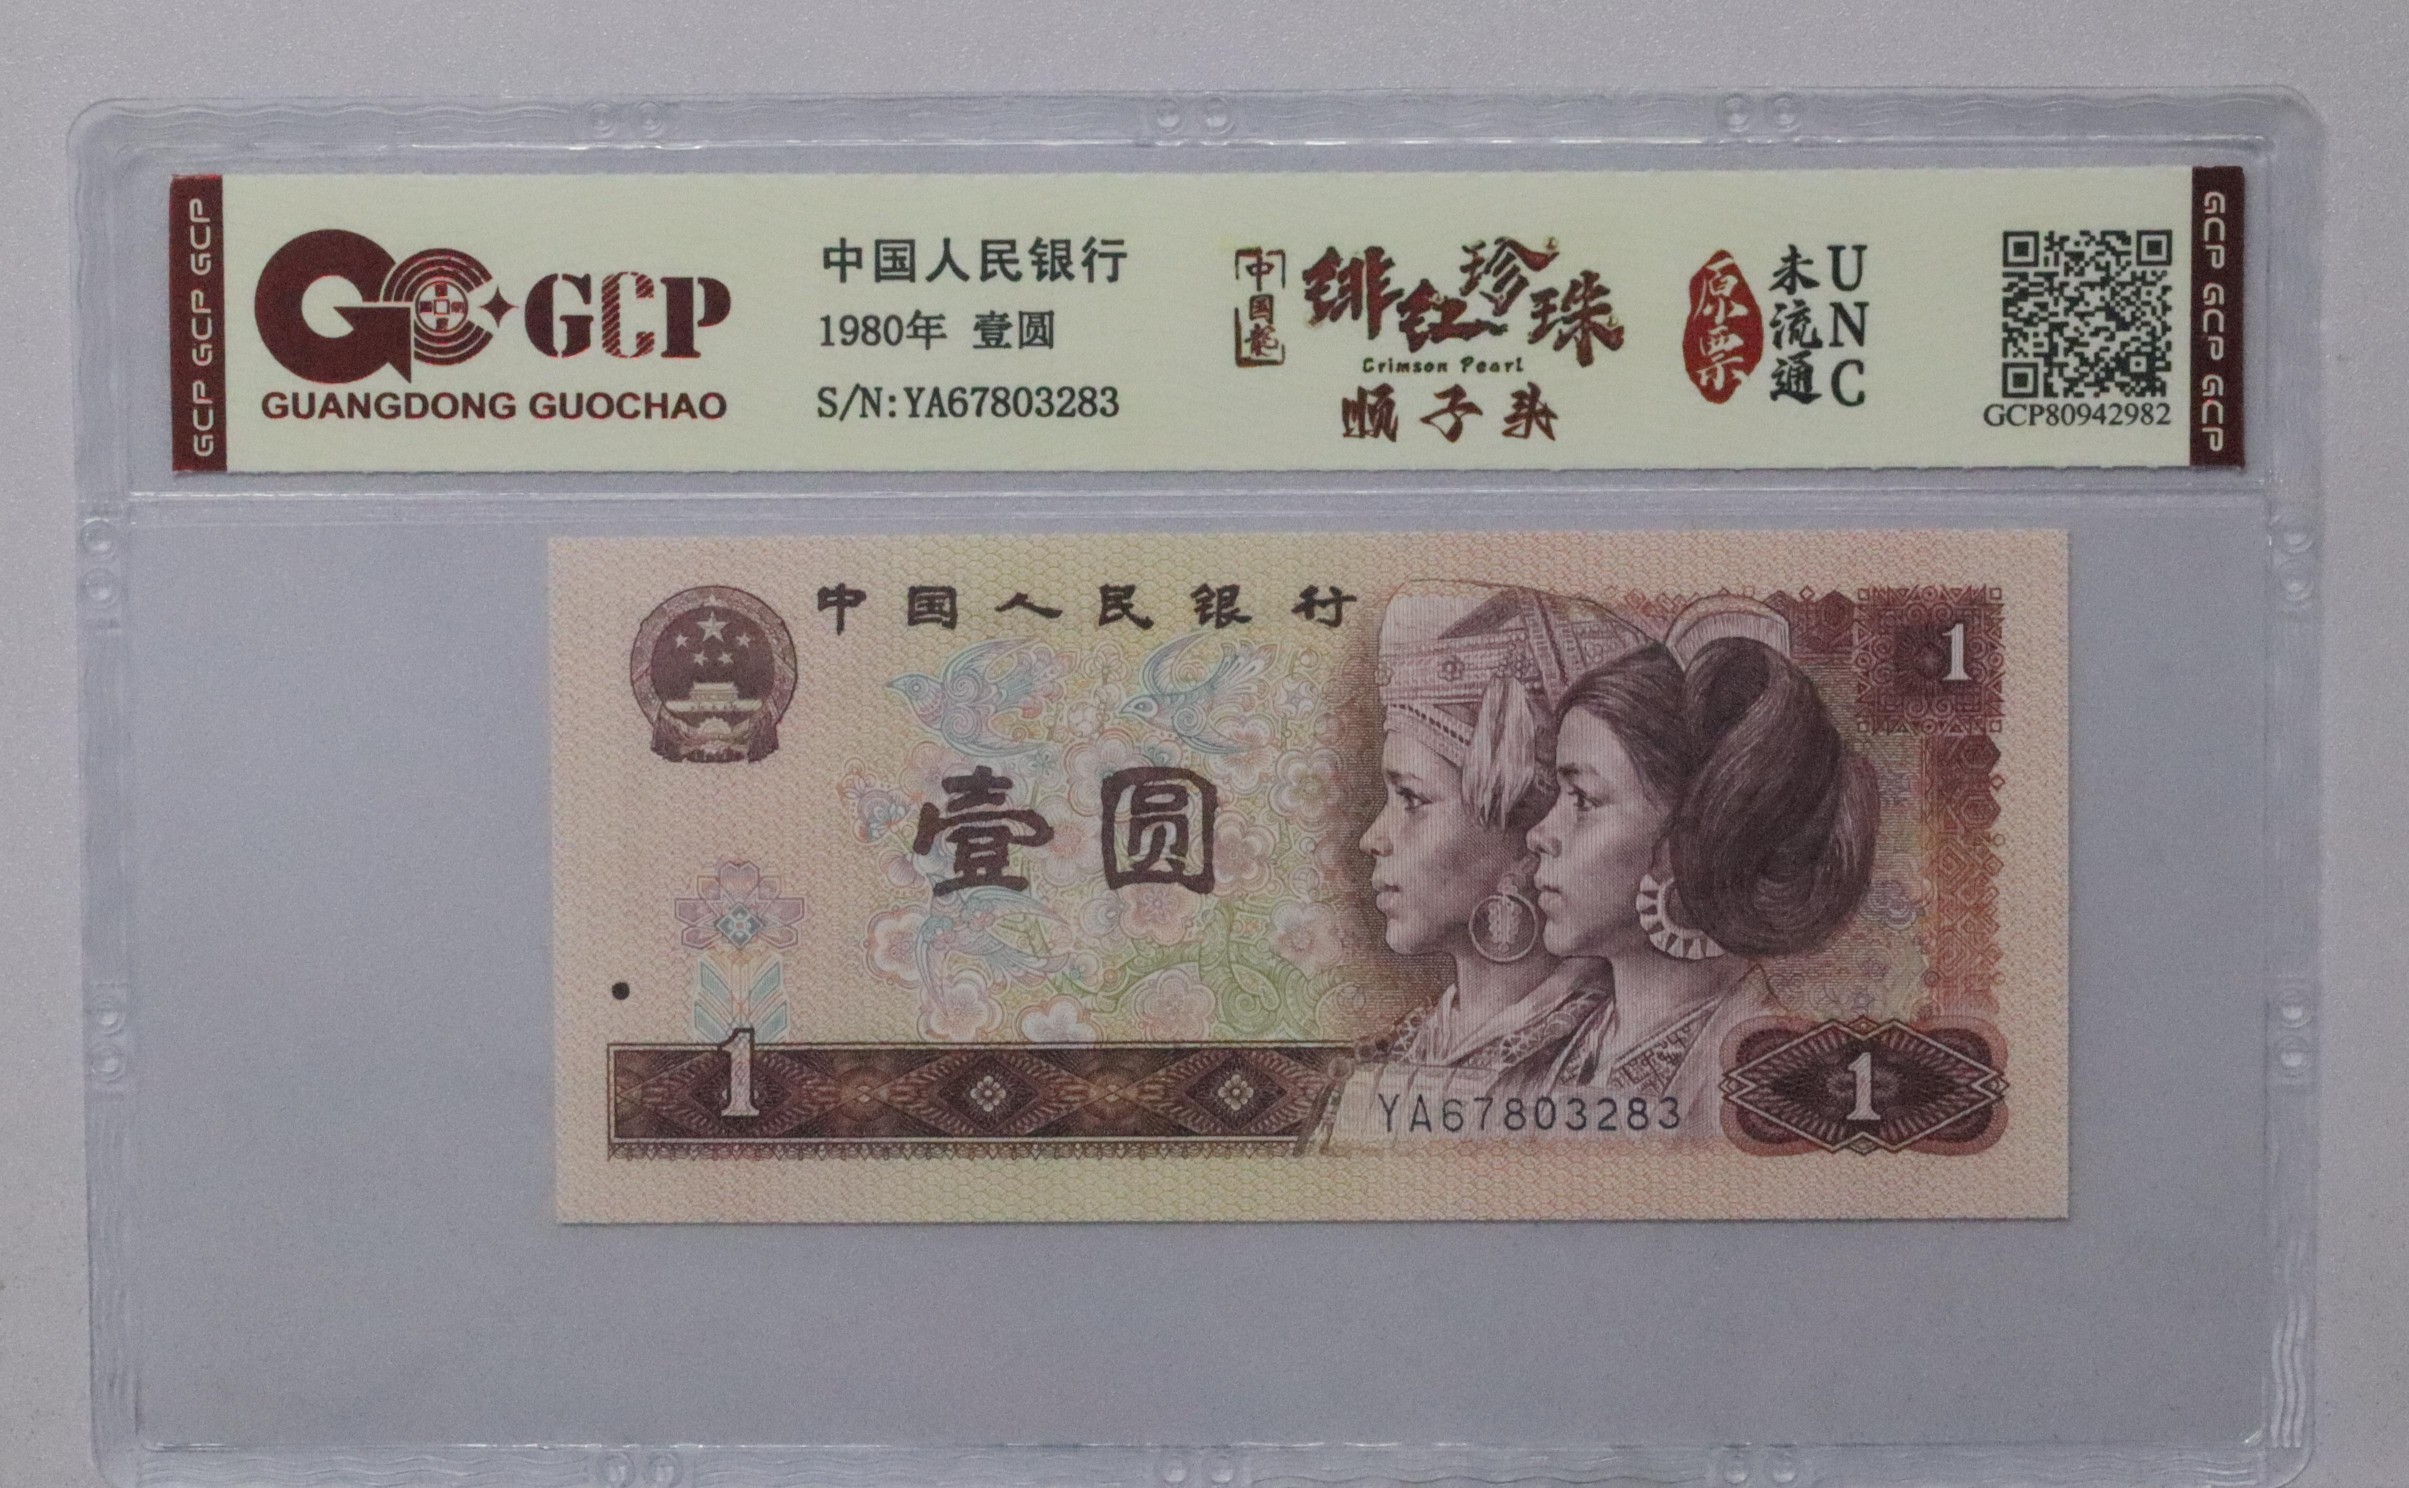 GCP GCP GCP
GCP
GUANGDONG GUOCHAO
中国人民银行
1980年 壹圆
S/N:YA67803283
中国龙
绯红珍珠
Crimson Pearl
顺子头
原票
未流通
UNC
GCP80942982
GCP GCP GCP
中国人民银行
1
壹圆
1
YA67803283
1